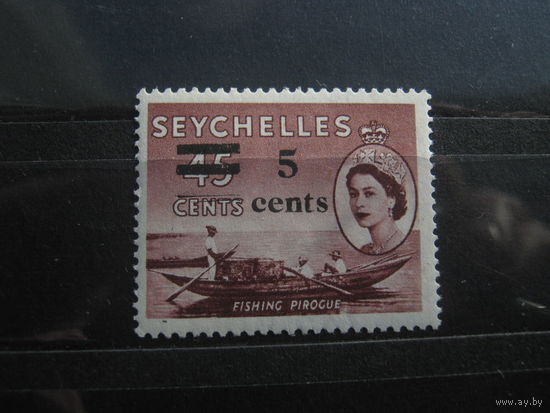 SEYCHELLES
45 5
CENTS cents
FISHING PIROGUE
www.ay.by